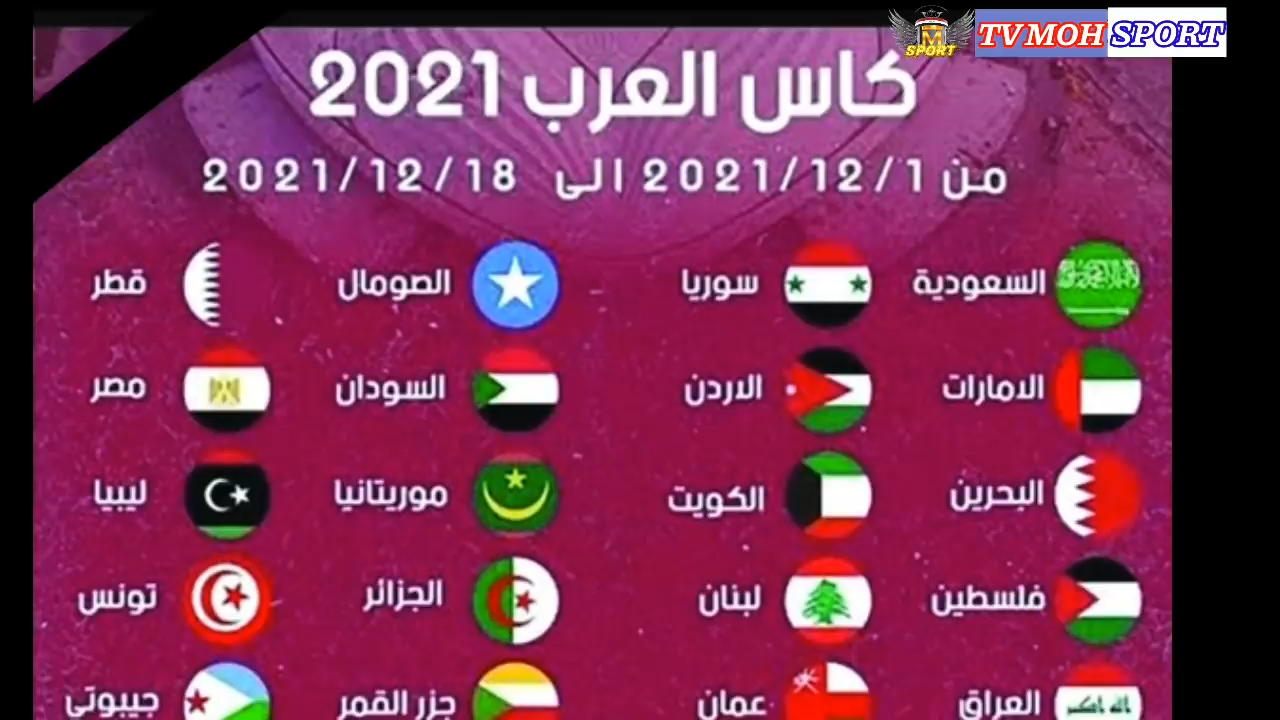 M
SPORT
TVMOH SPORT
كاس العرب 2021
من 2021/12/1 الى 2021/12/18
السعودية سوريا الصومال قطر
الامارات الاردن السودان مصر
البحرين الكويت موريتانيا ليبيا
فلسطين لبنان الجزائر تونس
العراق عمان جزر القمر جيبوتي